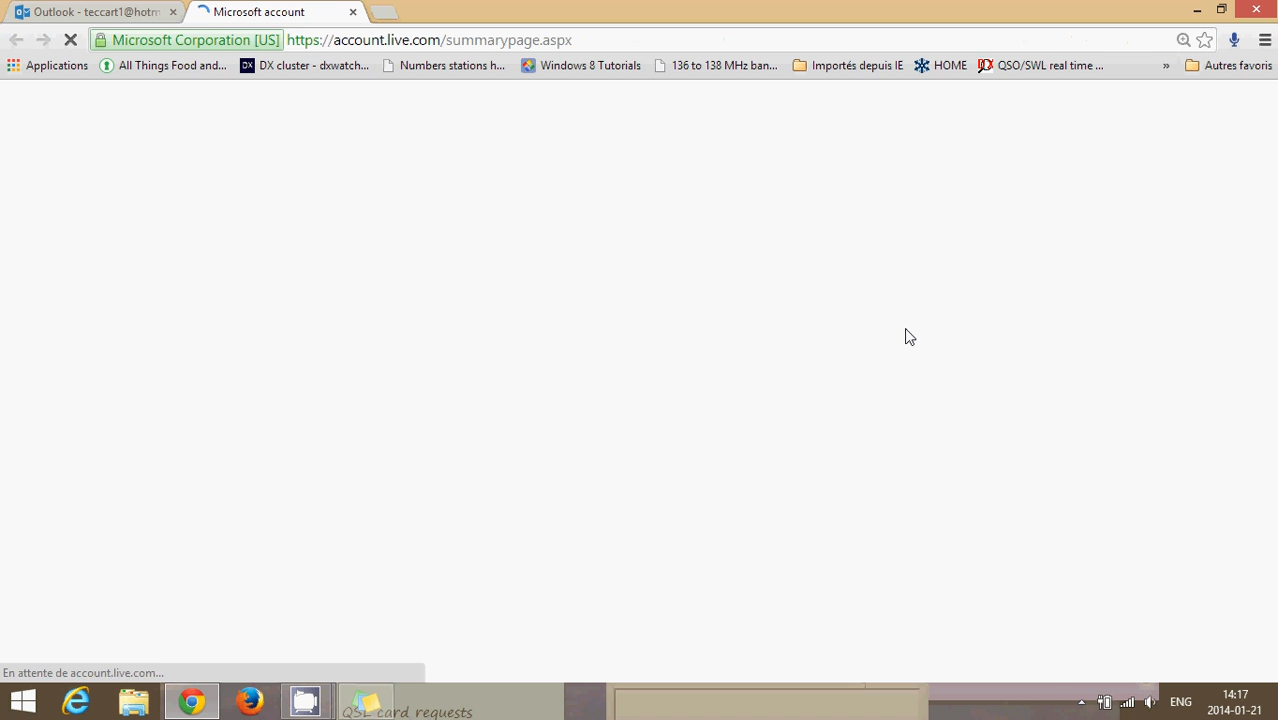 Outlook - teccart1@hotm
Microsoft account
Microsoft Corporation [US]
https://account.live.com/summarypage.aspx
Applications
All Things Food and...
DX
DX cluster - dxwatch...
Numbers stations h...
Windows 8 Tutorials
136 to 138 MHz ban...
Importés depuis IE
HOME
QSO/SWL real time ...
»
Autres favoris
En attente de account.live.com...
QSL card requests
ENG
14:17
2014-01-21